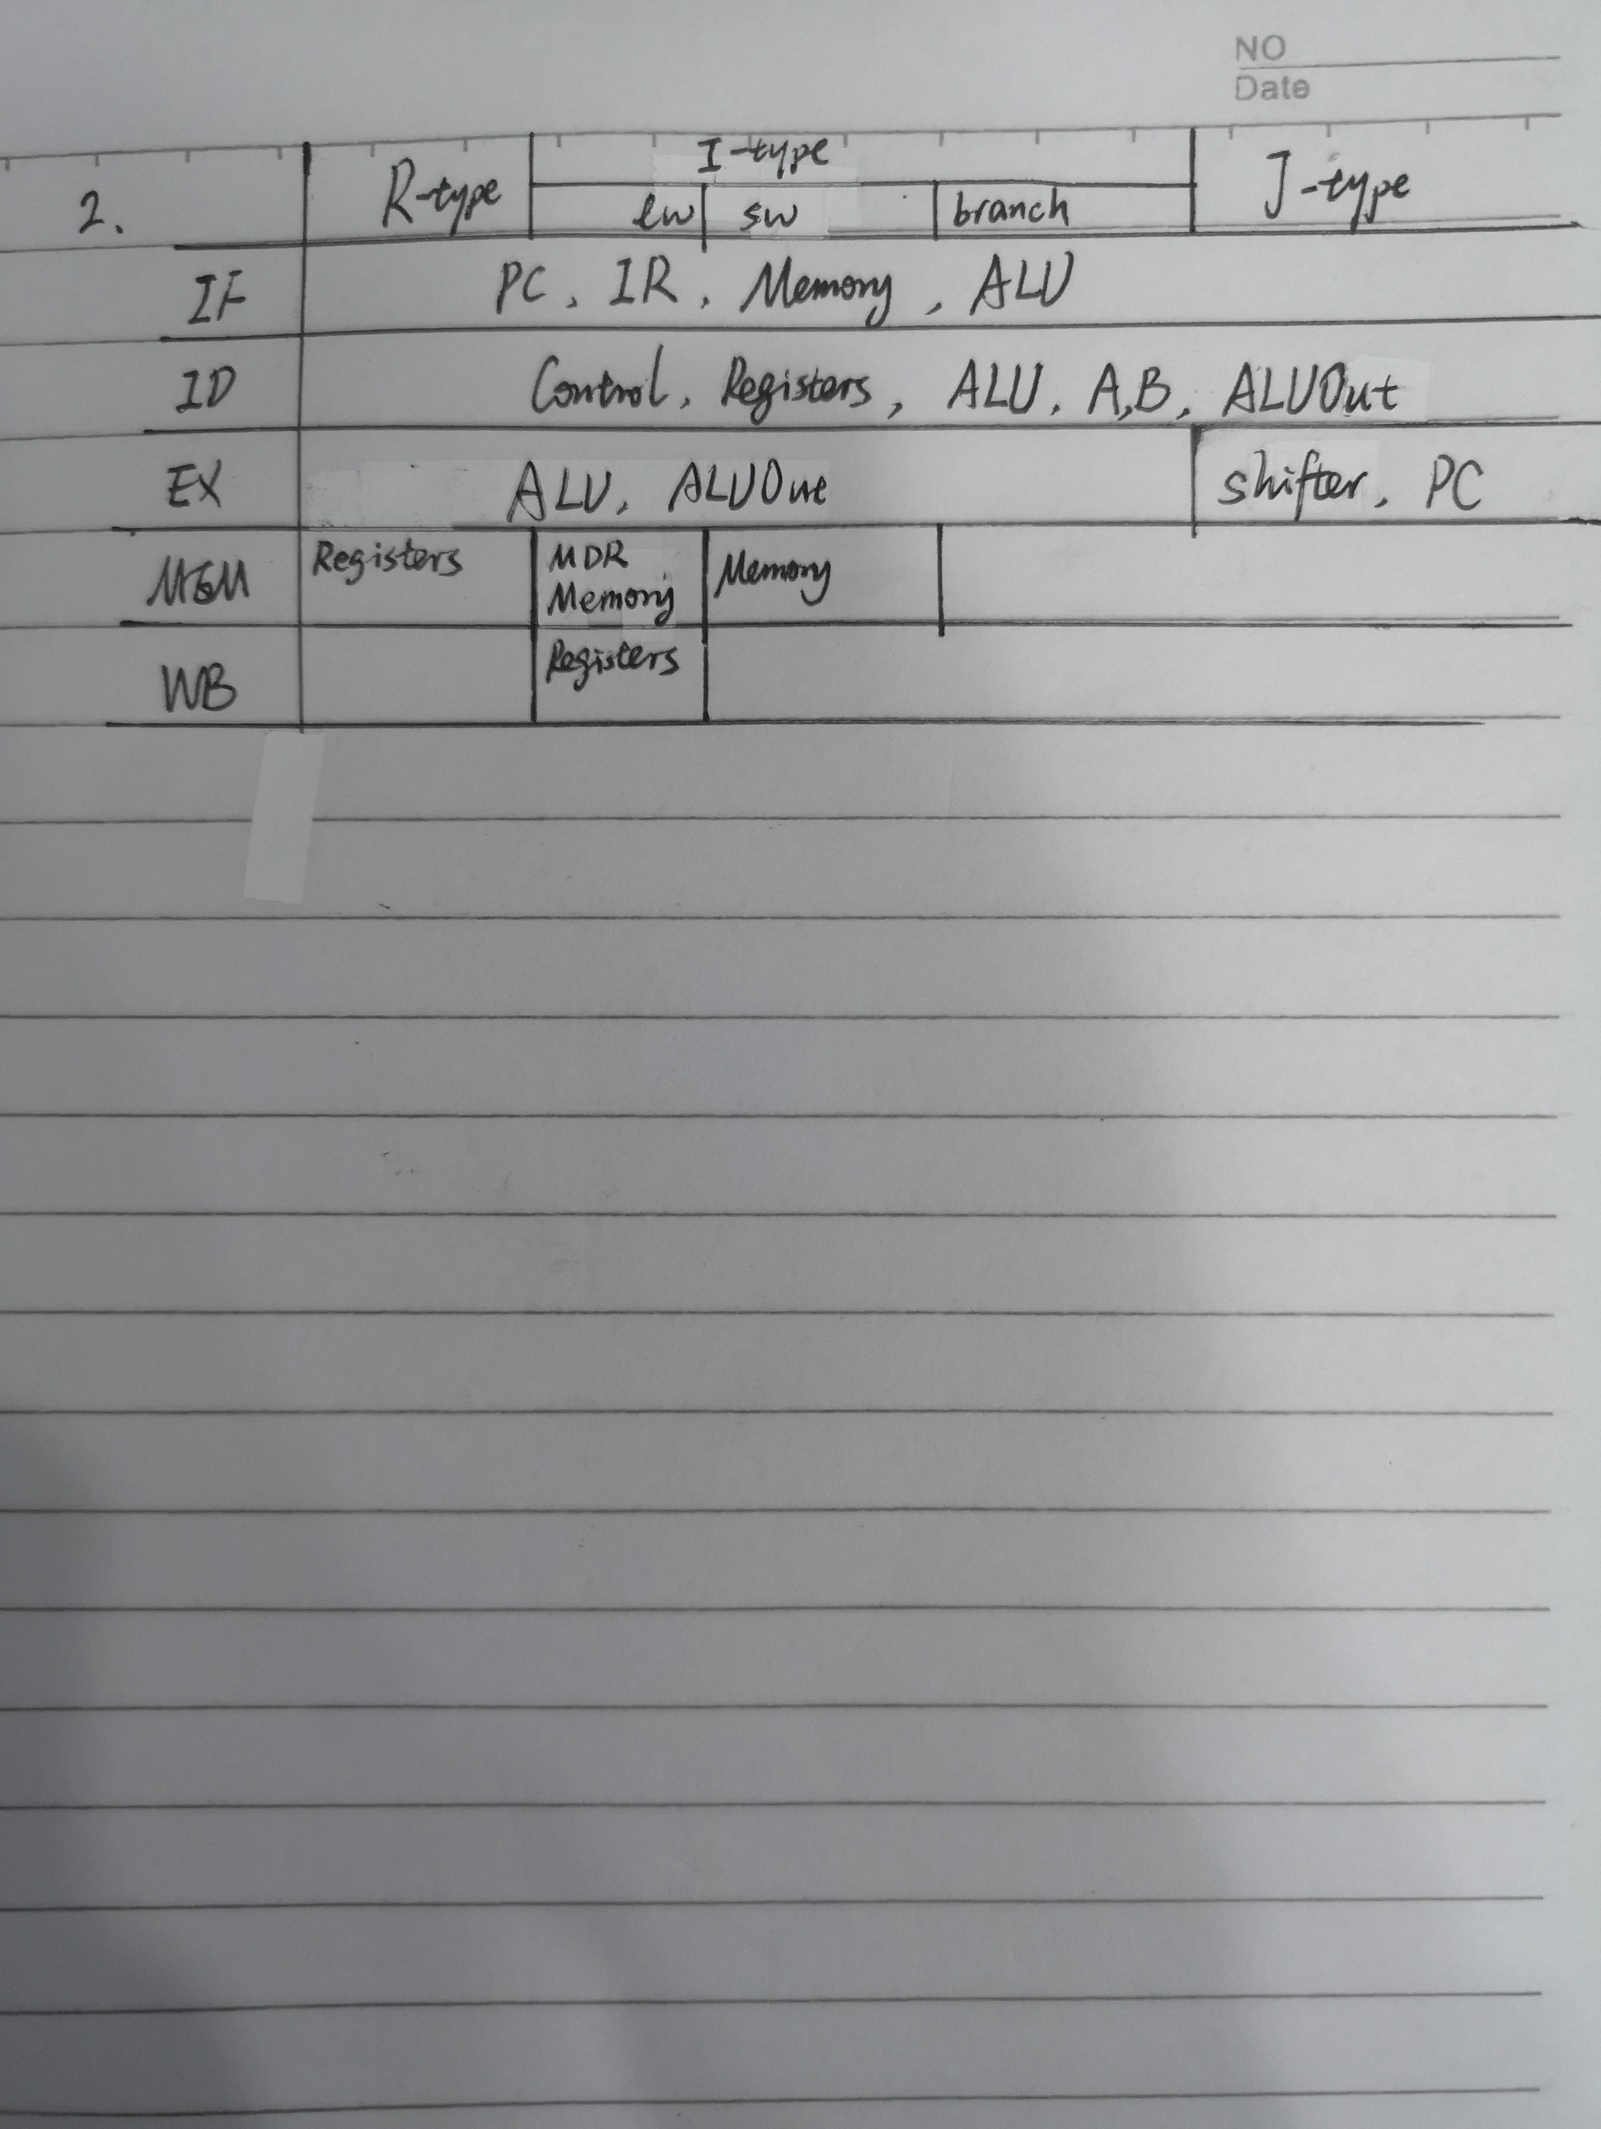 NO
Date
2.
R-type
I-type
J-type
lw sw branch
IF PC, IR, Memory, ALU
ID Control, Registers, ALU, A,B, ALUOut
EX ALU, ALUOut shifter, PC
MEM Registers MDR Memory
Memory
WB Registers